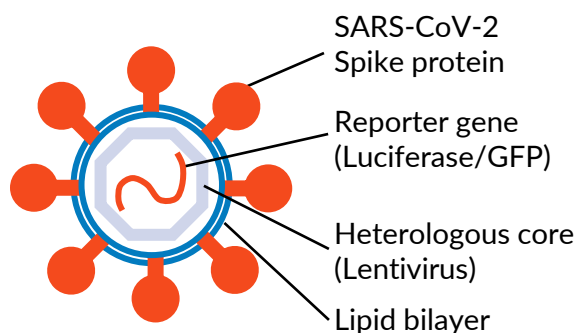 SARS-CoV-2
Spike protein
Reporter gene
(Luciferase/GFP)
Heterologous core
(Lentivirus)
Lipid bilayer